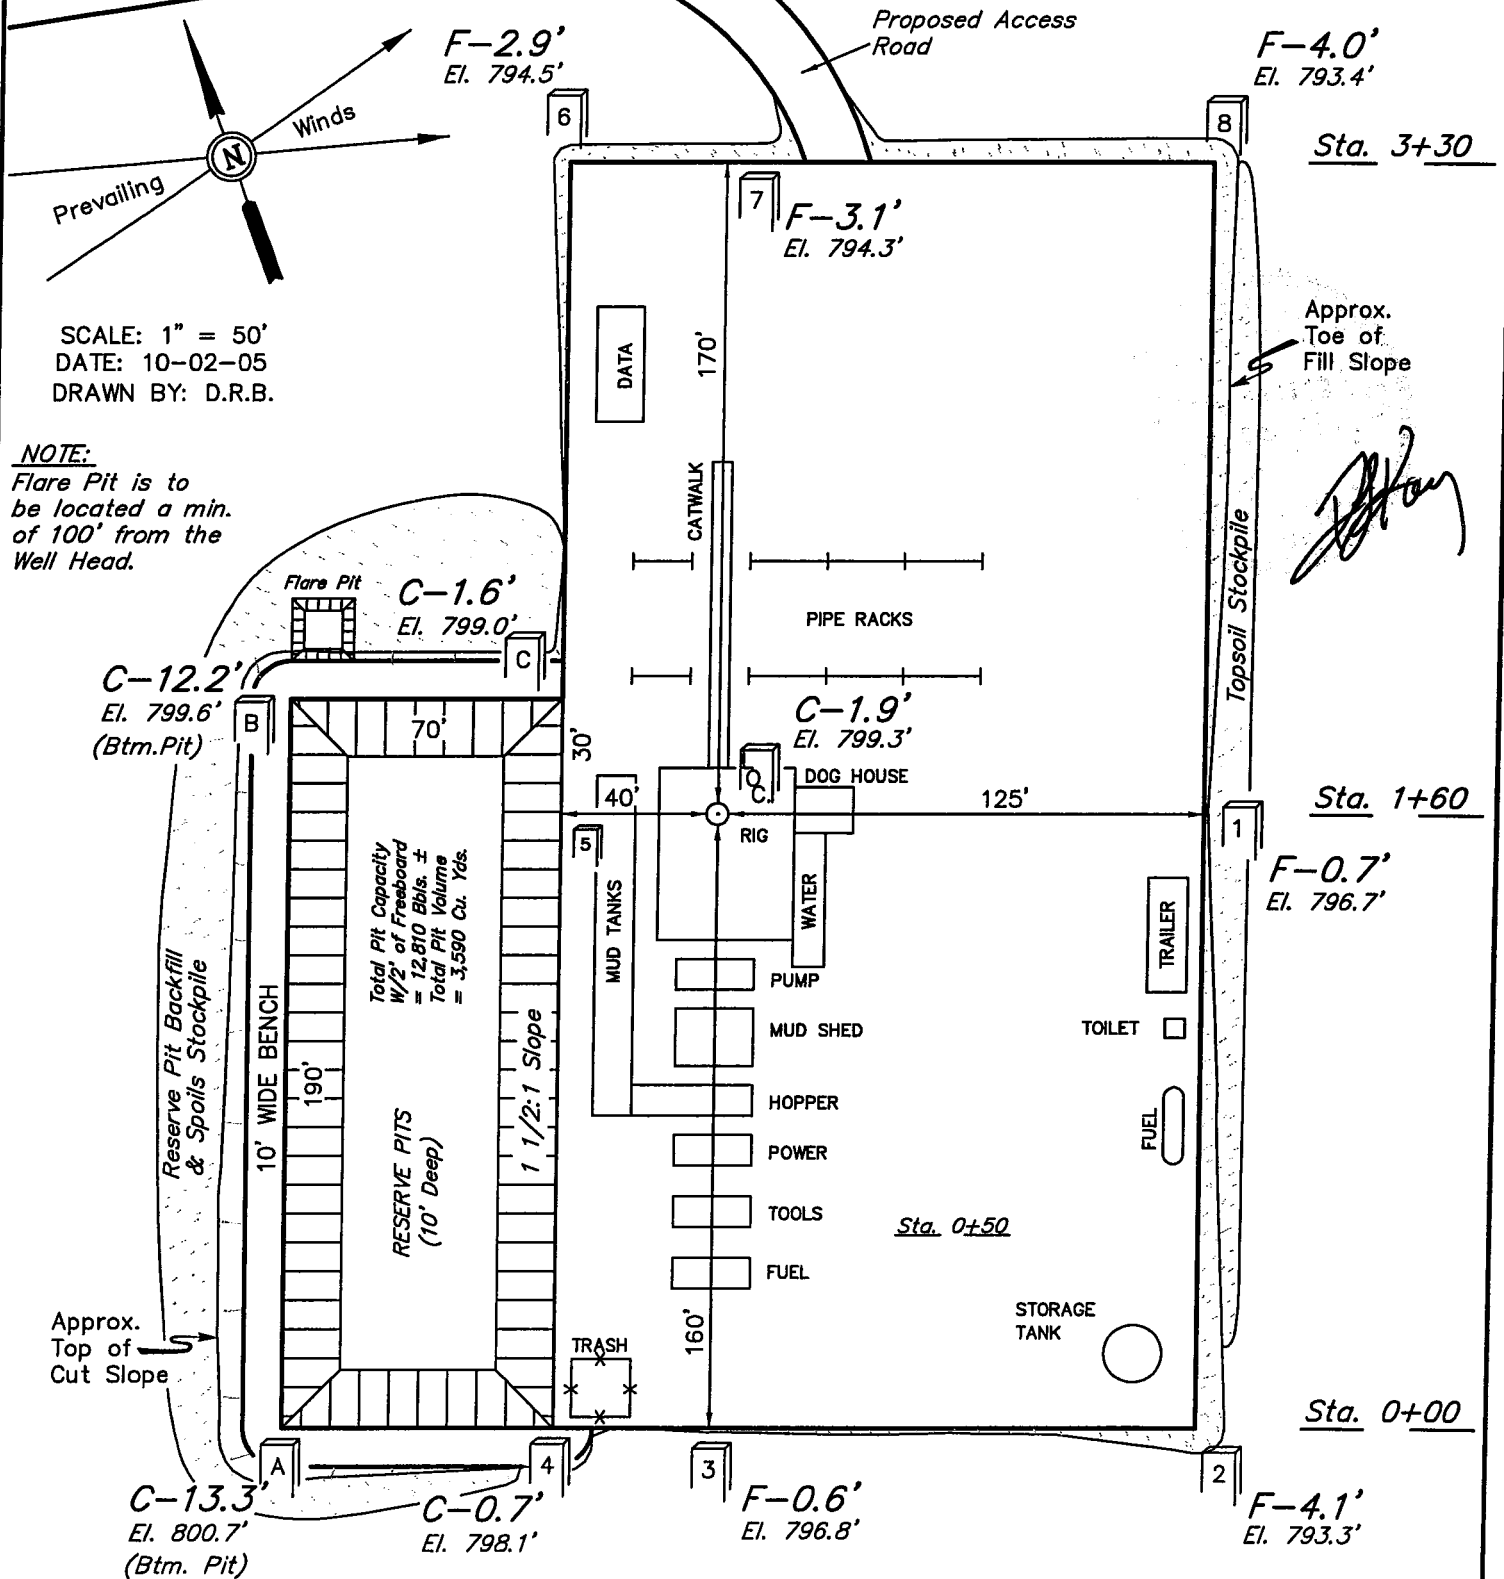 Proposed Access
Road
F-2.9'
El. 794.5'
F-4.0'
El. 793.4'
6
8
Sta. 3+30
Winds
N
Prevailing
7
F-3.1'
El. 794.3'
SCALE: 1" = 50'
DATE: 10-02-05
DRAWN BY: D.R.B.
DATA
170'
Approx.
Toe of
Fill Slope
NOTE:
Flare Pit is to
be located a min.
of 100' from the
Well Head.
CATWALK
Topsoil Stockpile
Flare Pit
C-1.6'
El. 799.0'
C
PIPE RACKS
C-12.2'
El. 799.6'
(Btm.Pit)
B
70'
30'
C-1.9'
El. 799.3'
O
C.
DOG HOUSE
40'
125'
Sta. 1+60
RIG
5
1
F-0.7'
El. 796.7'
Total Pit Capacity
W/2' of Freeboard
= 12,810 Bbls. ±
Total Pit Volume
= 3,590 Cu. Yds.
MUD TANKS
WATER
TRAILER
PUMP
Reserve Pit Backfill
& Spoils Stockpile
10' WIDE BENCH
190'
1 1/2:1 Slope
MUD SHED
TOILET
HOPPER
RESERVE PITS
(10' Deep)
POWER
FUEL
TOOLS
Sta. 0+50
FUEL
Approx.
Top of
Cut Slope
160'
STORAGE
TANK
TRASH
Sta. 0+00
A
4
3
2
C-13.3'
El. 800.7'
(Btm. Pit)
C-0.7'
El. 798.1'
F-0.6'
El. 796.8'
F-4.1'
El. 793.3'